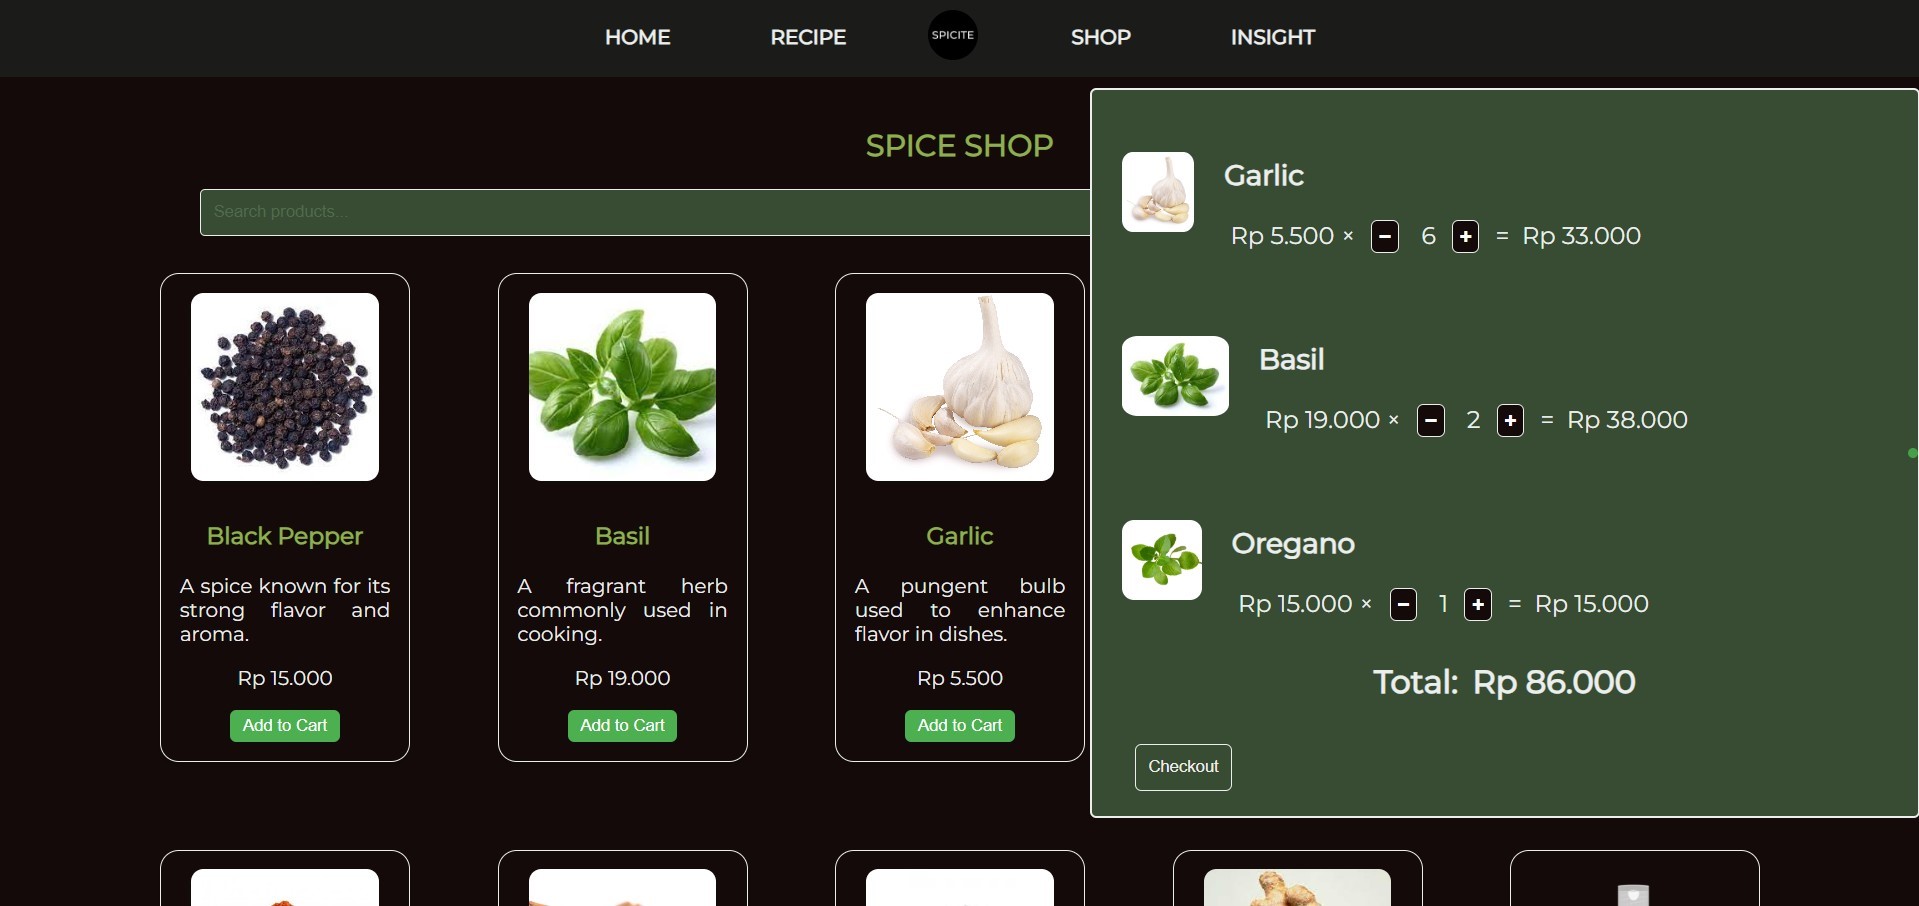 HOME
RECIPE
SPICITE
SHOP
INSIGHT
SPICE SHOP
Search products...
Black Pepper
A spice known for its
strong flavor and
aroma.
Rp 15.000
Add to Cart
Basil
A fragrant herb
commonly used in
cooking.
Rp 19.000
Add to Cart
Garlic
A pungent bulb
used to enhance
flavor in dishes.
Rp 5.500
Add to Cart
Garlic
Rp 5.500 × − 6 + = Rp 33.000
Basil
Rp 19.000 × − 2 + = Rp 38.000
Oregano
Rp 15.000 × − 1 + = Rp 15.000
Total: Rp 86.000
Checkout